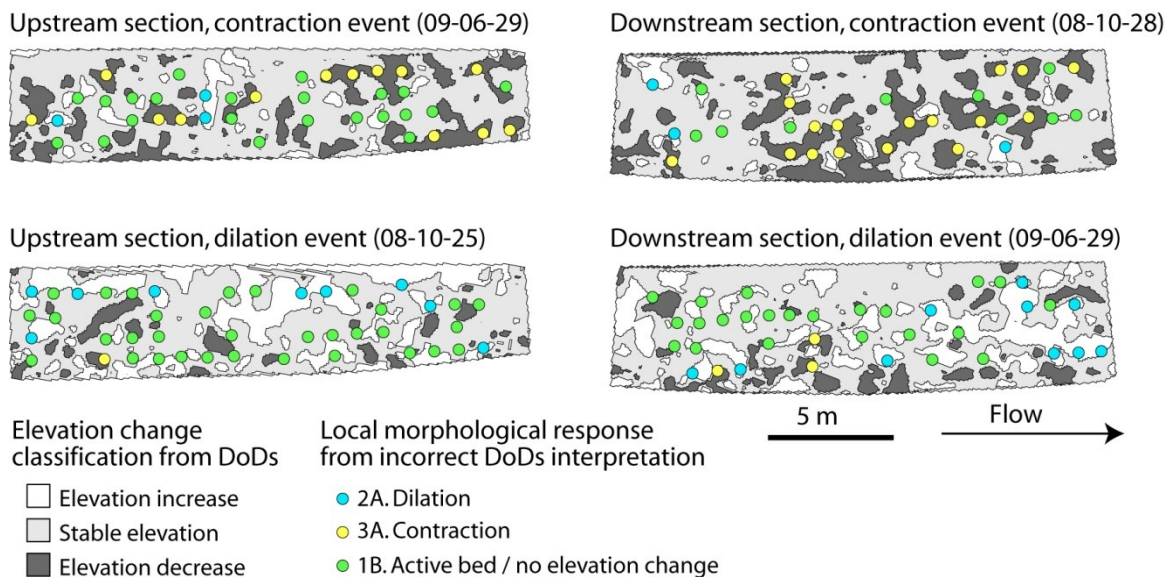 Upstream section, contraction event (09-06-29)
Downstream section, contraction event (08-10-28)
Upstream section, dilation event (08-10-25)
Downstream section, dilation event (09-06-29)
5 m
Flow
Elevation change
classification from DoDs
Elevation increase
Stable elevation
Elevation decrease
Local morphological response
from incorrect DoDs interpretation
2A. Dilation
3A. Contraction
1B. Active bed / no elevation change